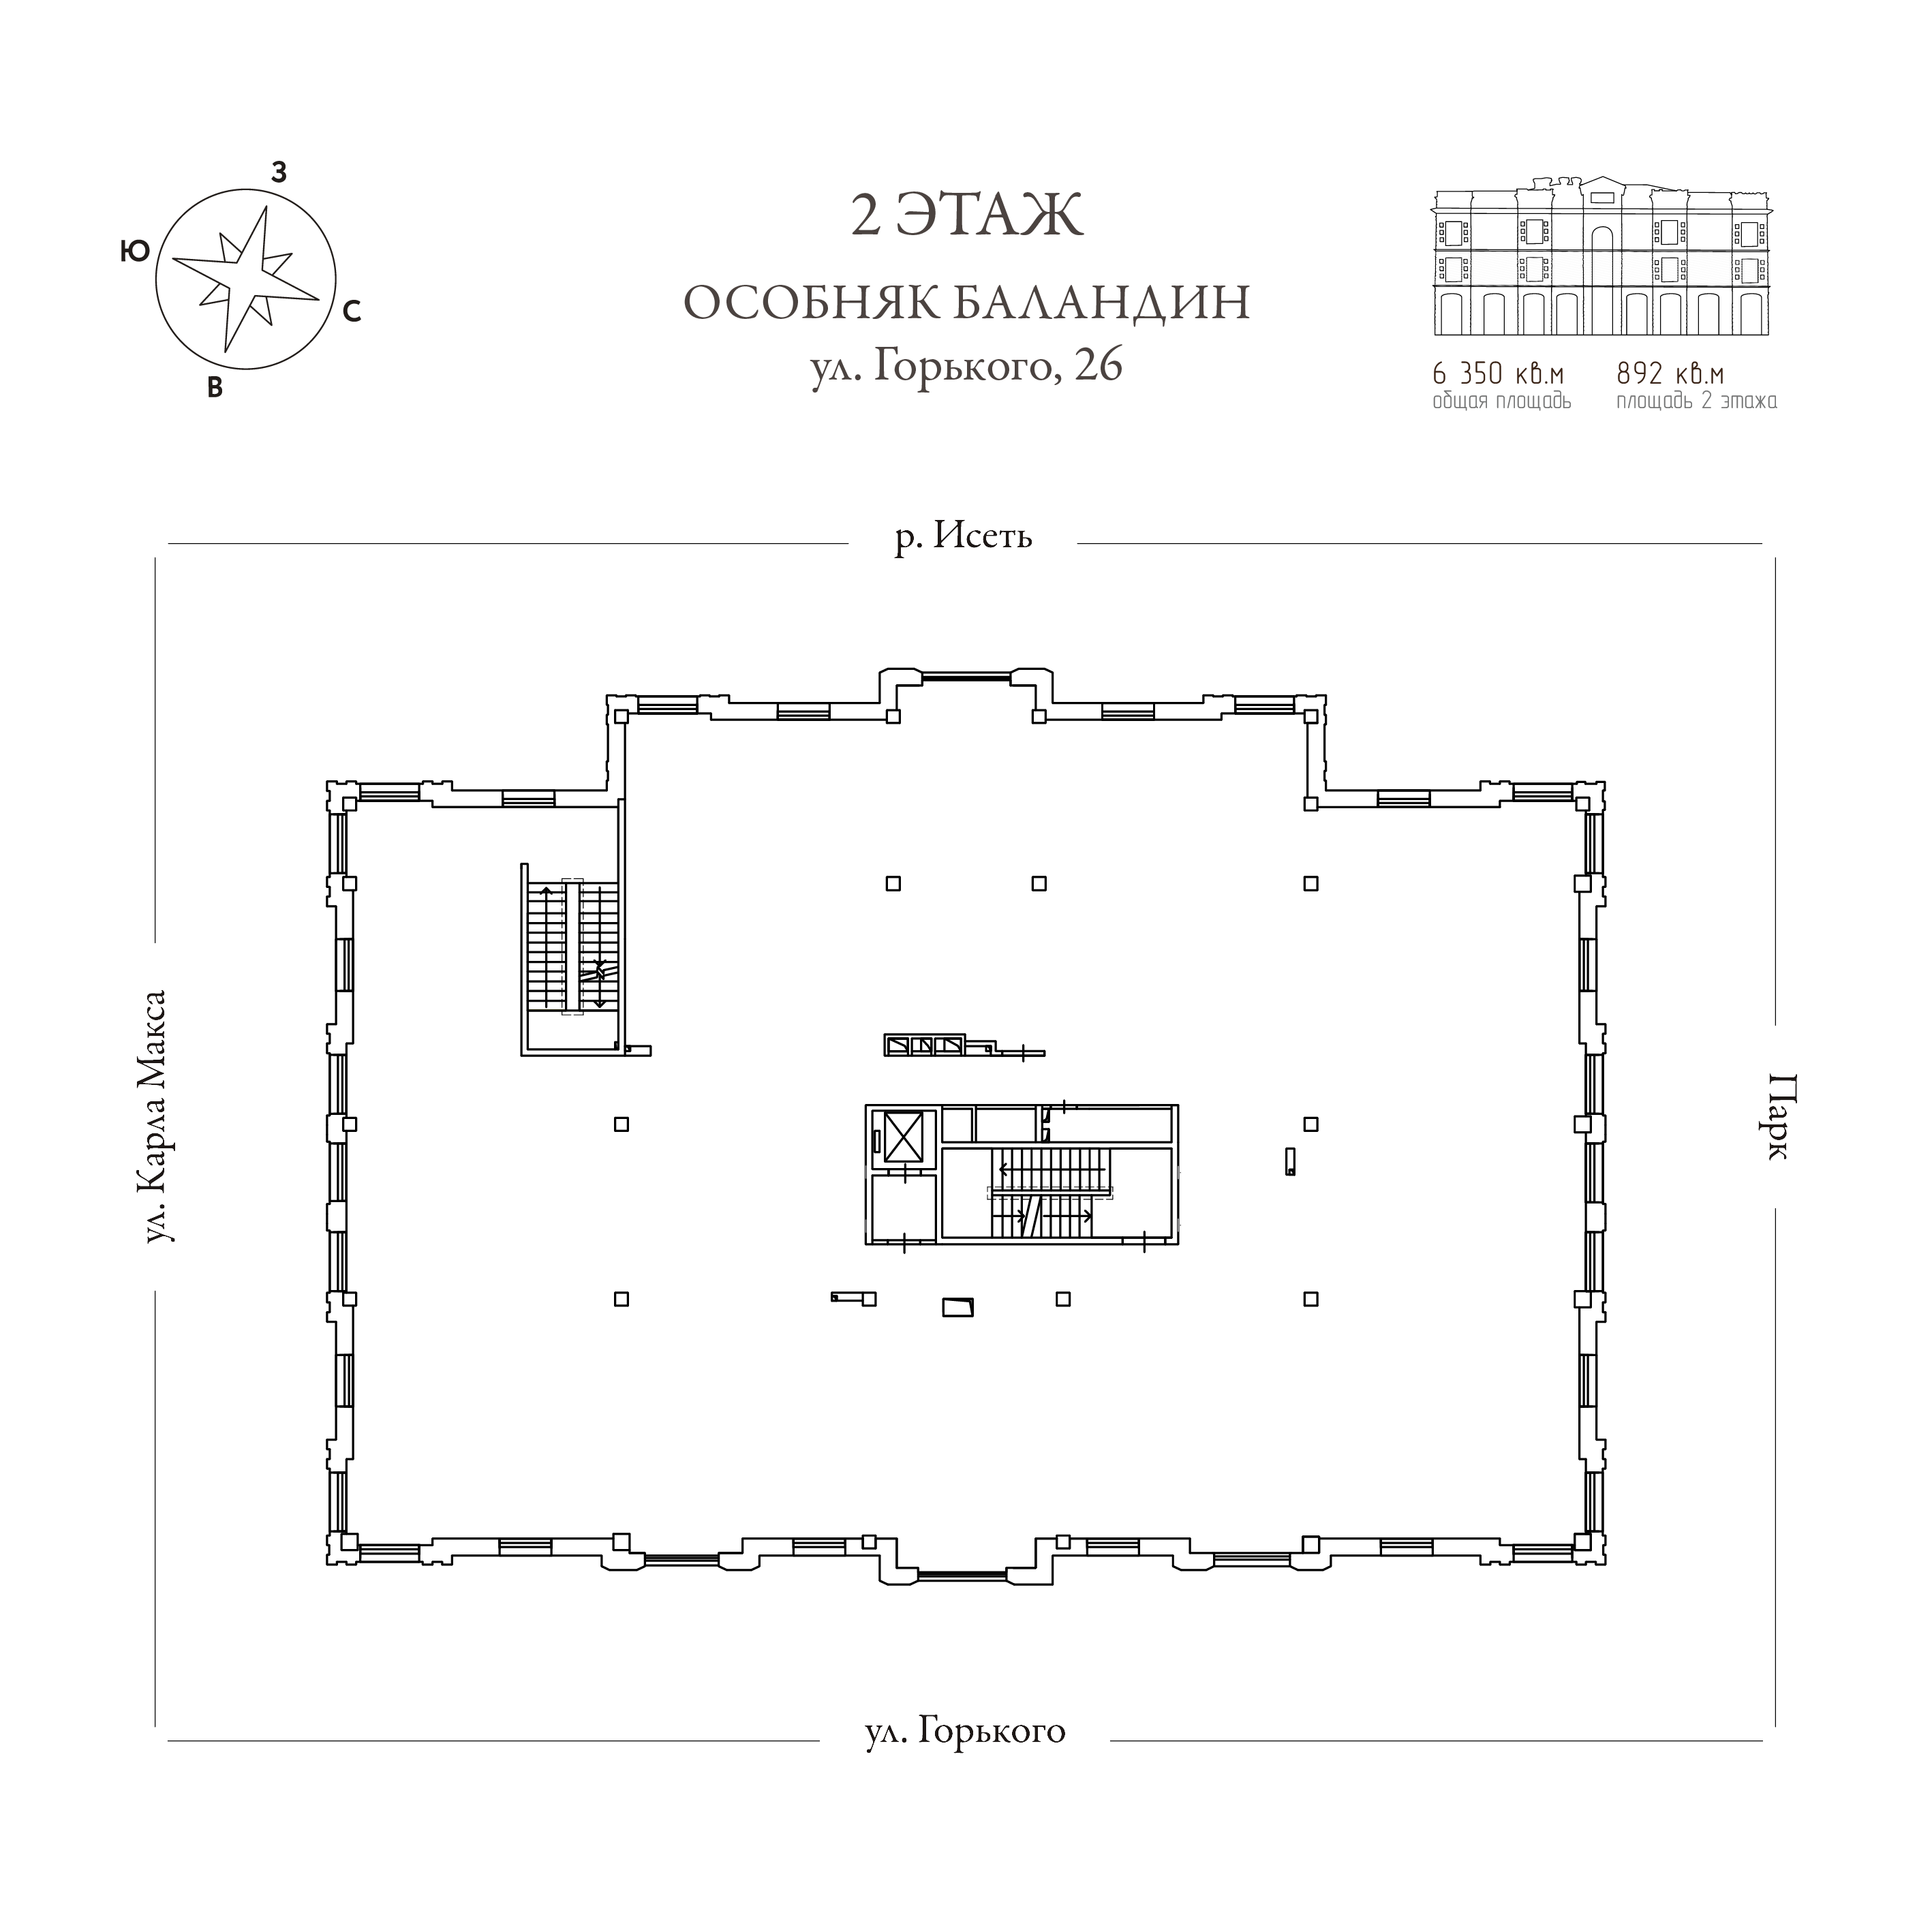 З
Ю
С
В
2 ЭТАЖ
ОСОБНЯК БАЛАНДИН
ул. Горького, 26
6 350 кв.м
общая площадь
892 кв.м
площадь 2 этажа
р. Исеть
ул. Карла Макса
Парк
ул. Горького